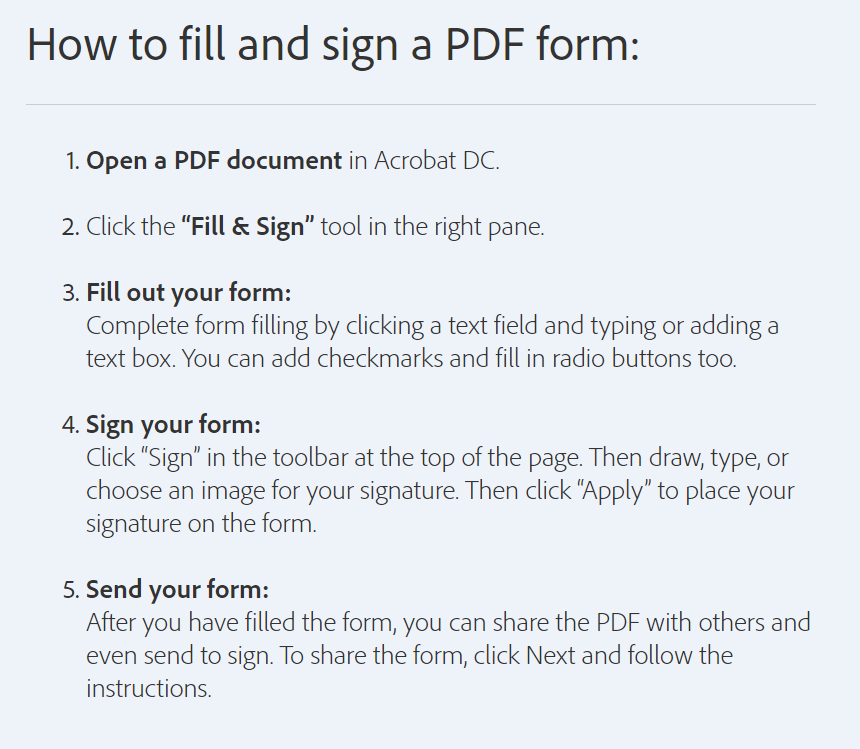 How to fill and sign a PDF form:
1. Open a PDF document in Acrobat DC.
2. Click the “Fill & Sign” tool in the right pane.
3. Fill out your form:
Complete form filling by clicking a text field and typing or adding a
text box. You can add checkmarks and fill in radio buttons too.
4. Sign your form:
Click “Sign” in the toolbar at the top of the page. Then draw, type, or
choose an image for your signature. Then click “Apply” to place your
signature on the form.
5. Send your form:
After you have filled the form, you can share the PDF with others and
even send to sign. To share the form, click Next and follow the
instructions.